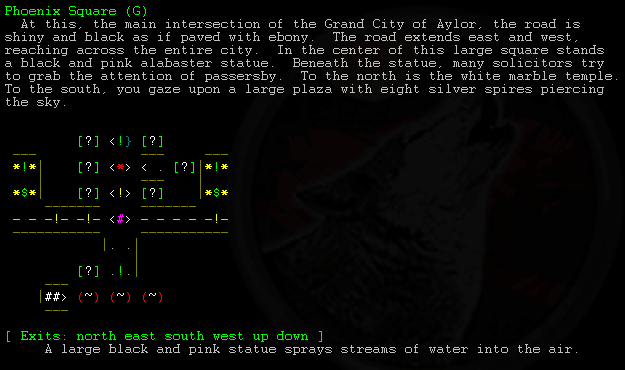 Phoenix Square (G)
At this, the main intersection of the Grand City of Aylor, the road is
shiny and black as if paved with ebony.  The road extends east and west,
reaching across the entire city.  In the center of this large square stands
a black and pink alabaster statue.  Beneath the statue, many solicitors try
to grab the attention of passersby.  To the north is the white marble temple.
To the south, you gaze upon a large plaza with eight silver spires piercing
the sky.
[?] <!} [?]
--- ---
*!*| [?] <*> < . [?]|*!*
---
*$*| [?] <!> [?] |*$*
------- -------
- - -!- -!- <#> - - - - -!-
----------- -----------
|. .|
[?] .!.|
---
|##> (~) (~) (~)
---
[ Exits: north east south west up down ]
A large black and pink statue sprays streams of water into the air.